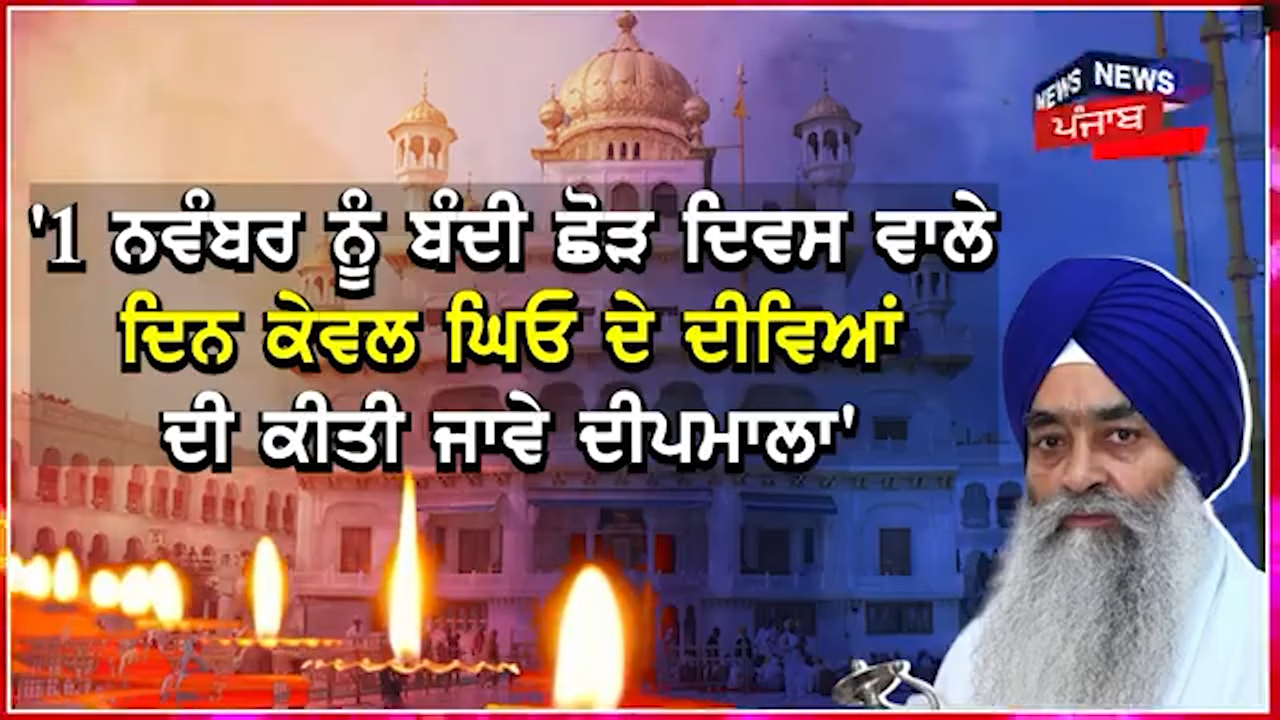 NEWS NEWS
ਪੰਜਾਬ
'1 ਨਵੰਬਰ ਨੂੰ ਬੰਦੀ ਛੋੜ ਦਿਵਸ ਵਾਲੇ
ਦਿਨ ਕੇਵਲ ਘਿਓ ਦੇ ਦੀਵਿਆਂ
ਦੀ ਕੀਤੀ ਜਾਵੇ ਦੀਪਮਾਲਾ'